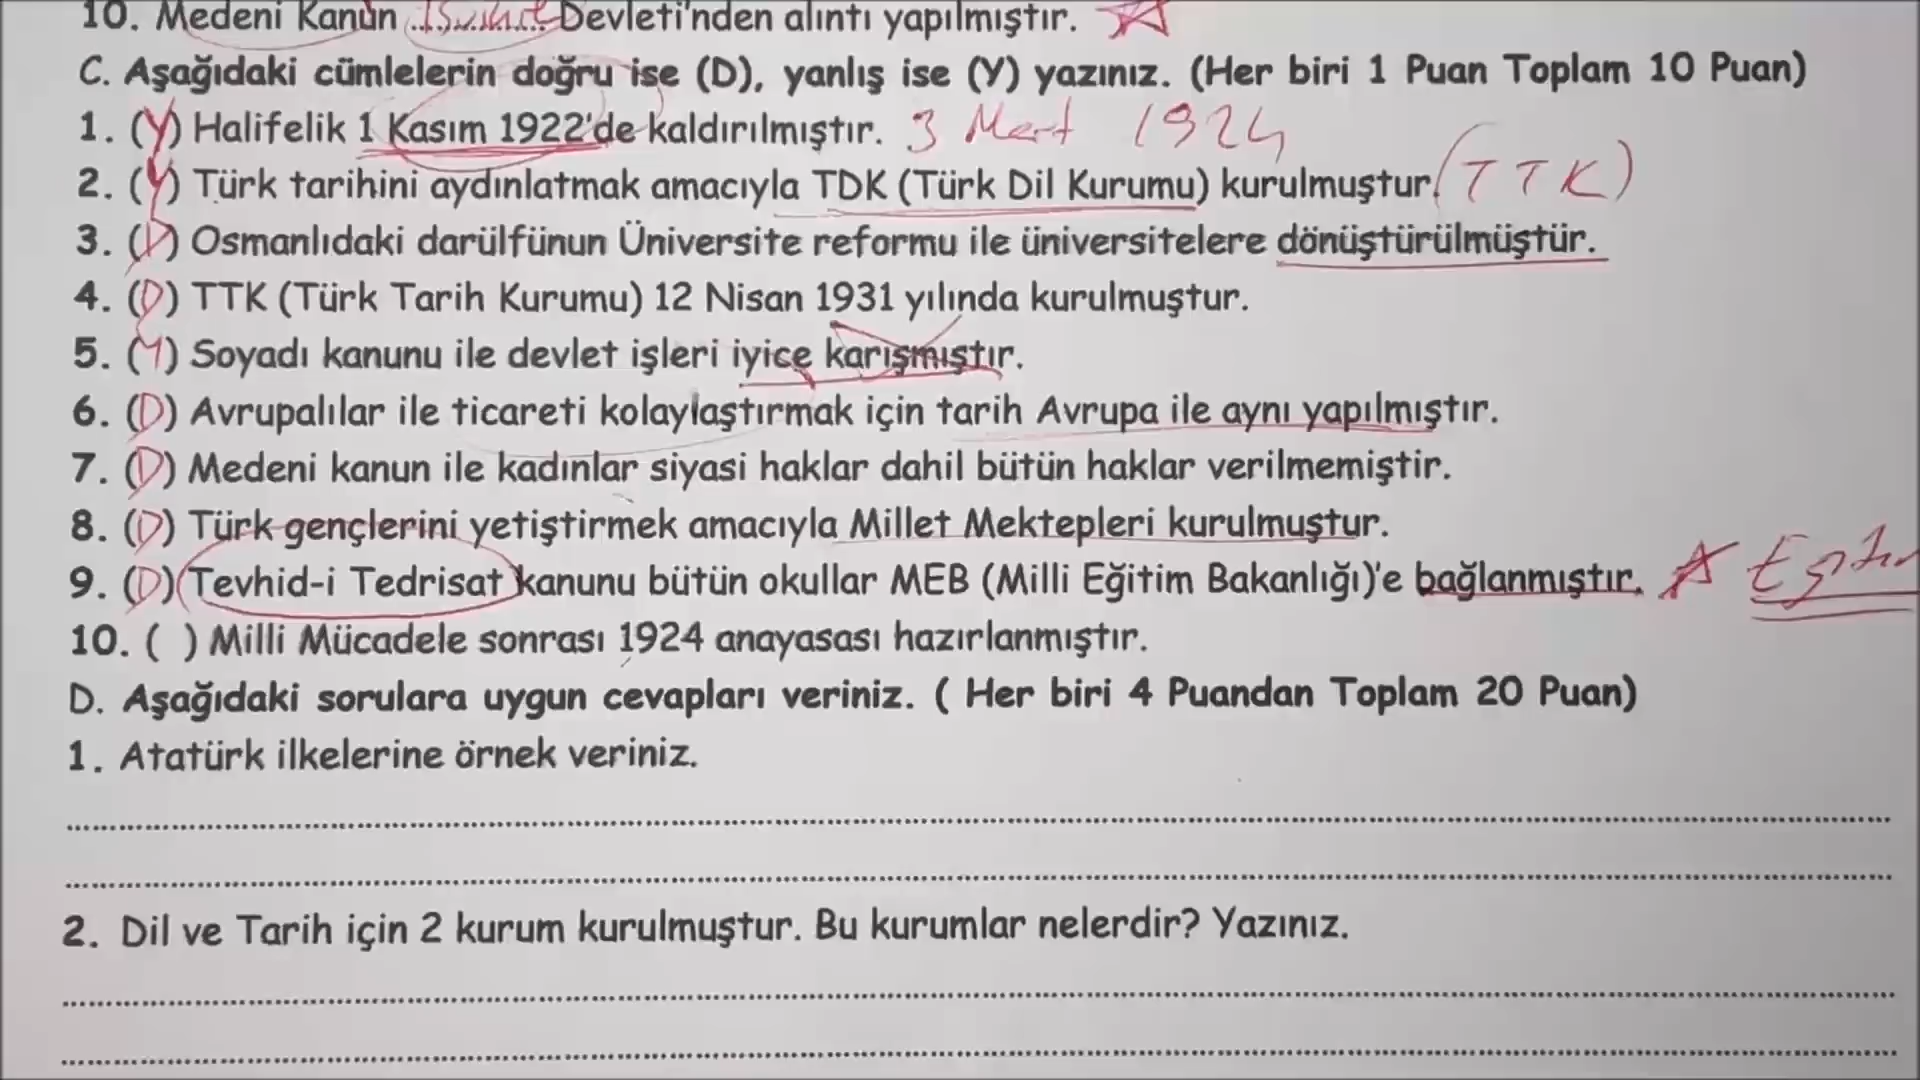 10. Medeni Kanun .İsviçre. Devleti'nden alıntı yapılmıştır.
C. Aşağıdaki cümlelerin doğru ise (D), yanlış ise (Y) yazınız. (Her biri 1 Puan Toplam 10 Puan)
1. (Y) Halifelik 1 Kasım 1922'de kaldırılmıştır. 3 Mart 1924
2. (Y) Türk tarihini aydınlatmak amacıyla TDK (Türk Dil Kurumu) kurulmuştur. (TTK)
3. (D) Osmanlıdaki darülfünun Üniversite reformu ile üniversitelere dönüştürülmüştür.
4. (D) TTK (Türk Tarih Kurumu) 12 Nisan 1931 yılında kurulmuştur.
5. (Y) Soyadı kanunu ile devlet işleri iyice karışmıştır.
6. (D) Avrupalılar ile ticareti kolaylaştırmak için tarih Avrupa ile aynı yapılmıştır.
7. (D) Medeni kanun ile kadınlar siyasi haklar dahil bütün haklar verilmemiştir.
8. (D) Türk gençlerini yetiştirmek amacıyla Millet Mektepleri kurulmuştur.
9. (D) Tevhid-i Tedrisat kanunu bütün okullar MEB (Milli Eğitim Bakanlığı)'e bağlanmıştır.
10. ( ) Milli Mücadele sonrası 1924 anayasası hazırlanmıştır.
D. Aşağıdaki sorulara uygun cevapları veriniz. ( Her biri 4 Puandan Toplam 20 Puan)
1. Atatürk ilkelerine örnek veriniz.
2. Dil ve Tarih için 2 kurum kurulmuştur. Bu kurumlar nelerdir? Yazınız.